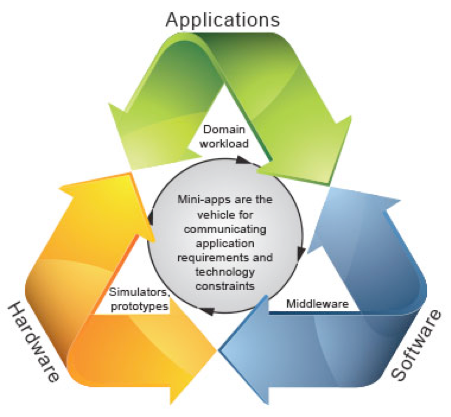 Applications
Domain
workload
Mini-apps are the
vehicle for
communicating
application
requirements and
technology
constraints
Simulators,
prototypes
Middleware
Hardware
Software